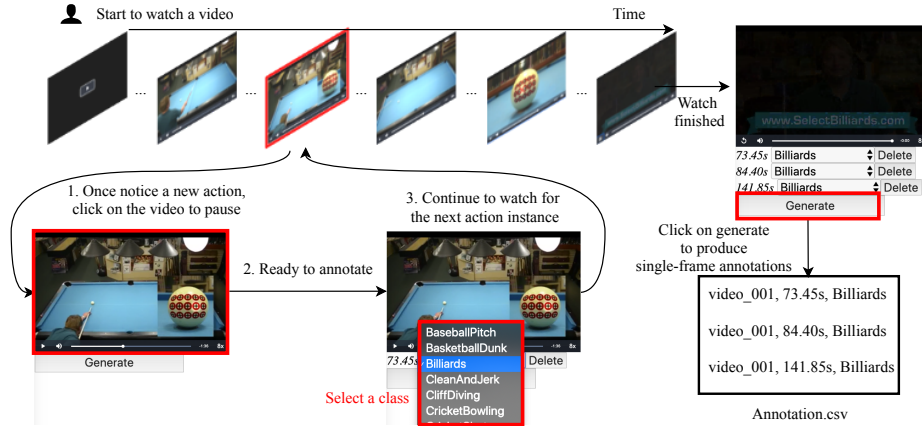 Start to watch a video
Time
...
...
...
...
...
Watch
finished
www.SelectBilliards.com
73.45s Billiards Delete
84.40s Billiards Delete
141.85s Billiards Delete
Generate
1. Once notice a new action,
click on the video to pause
3. Continue to watch for
the next action instance
2. Ready to annotate
Generate
BaseballPitch
BasketballDunk
73.45s Billiards Delete
CleanAndJerk
CliffDiving
CricketBowling
Select a class
Click on generate
to produce
single-frame annotations
video_001, 73.45s, Billiards
video_001, 84.40s, Billiards
video_001, 141.85s, Billiards
Annotation.csv